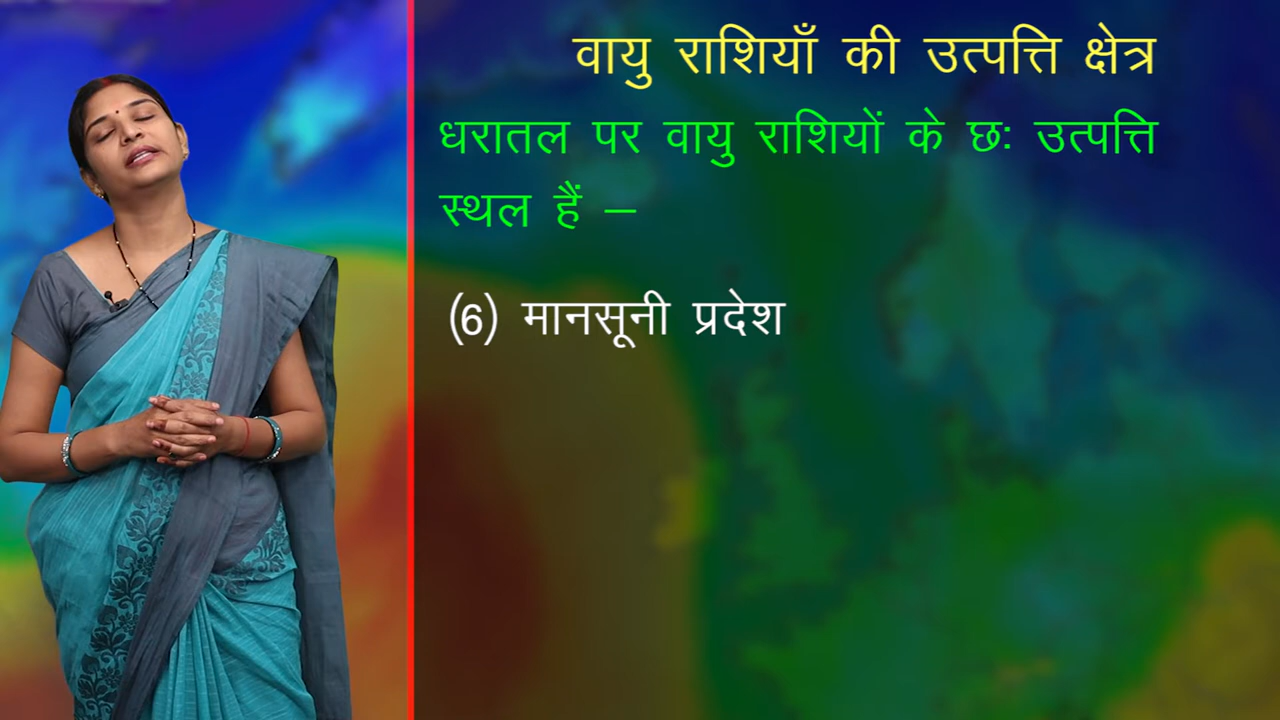 वायु राशियाँ की उत्पत्ति क्षेत्र
धरातल पर वायु राशियों के छः उत्पत्ति
स्थल हैं –
(6) मानसूनी प्रदेश